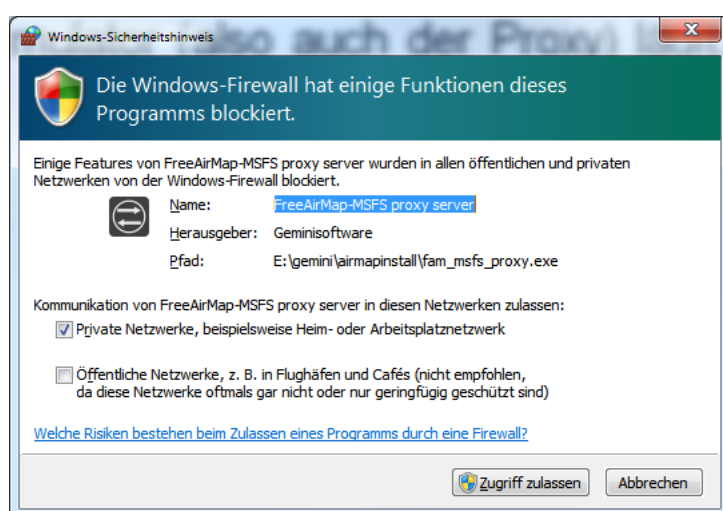 Windows-Sicherheitshinweis
also auch der Proxy)
Die Windows-Firewall hat einige Funktionen dieses
Programms blockiert.
Einige Features von FreeAirMap-MSFS proxy server wurden in allen öffentlichen und privaten
Netzwerken von der Windows-Firewall blockiert.
Name: FreeAirMap-MSFS proxy server
Herausgeber: Geminisoftware
Pfad: E:\gemini\airmapinstall\fam_msfs_proxy.exe
Kommunikation von FreeAirMap-MSFS proxy server in diesen Netzwerken zulassen:
Private Netzwerke, beispielsweise Heim- oder Arbeitsplatznetzwerk
Öffentliche Netzwerke, z. B. in Flughäfen und Cafés (nicht empfohlen,
da diese Netzwerke oftmals gar nicht oder nur geringfügig geschützt sind)
Welche Risiken bestehen beim Zulassen eines Programms durch eine Firewall?
Zugriff zulassen Abbrechen